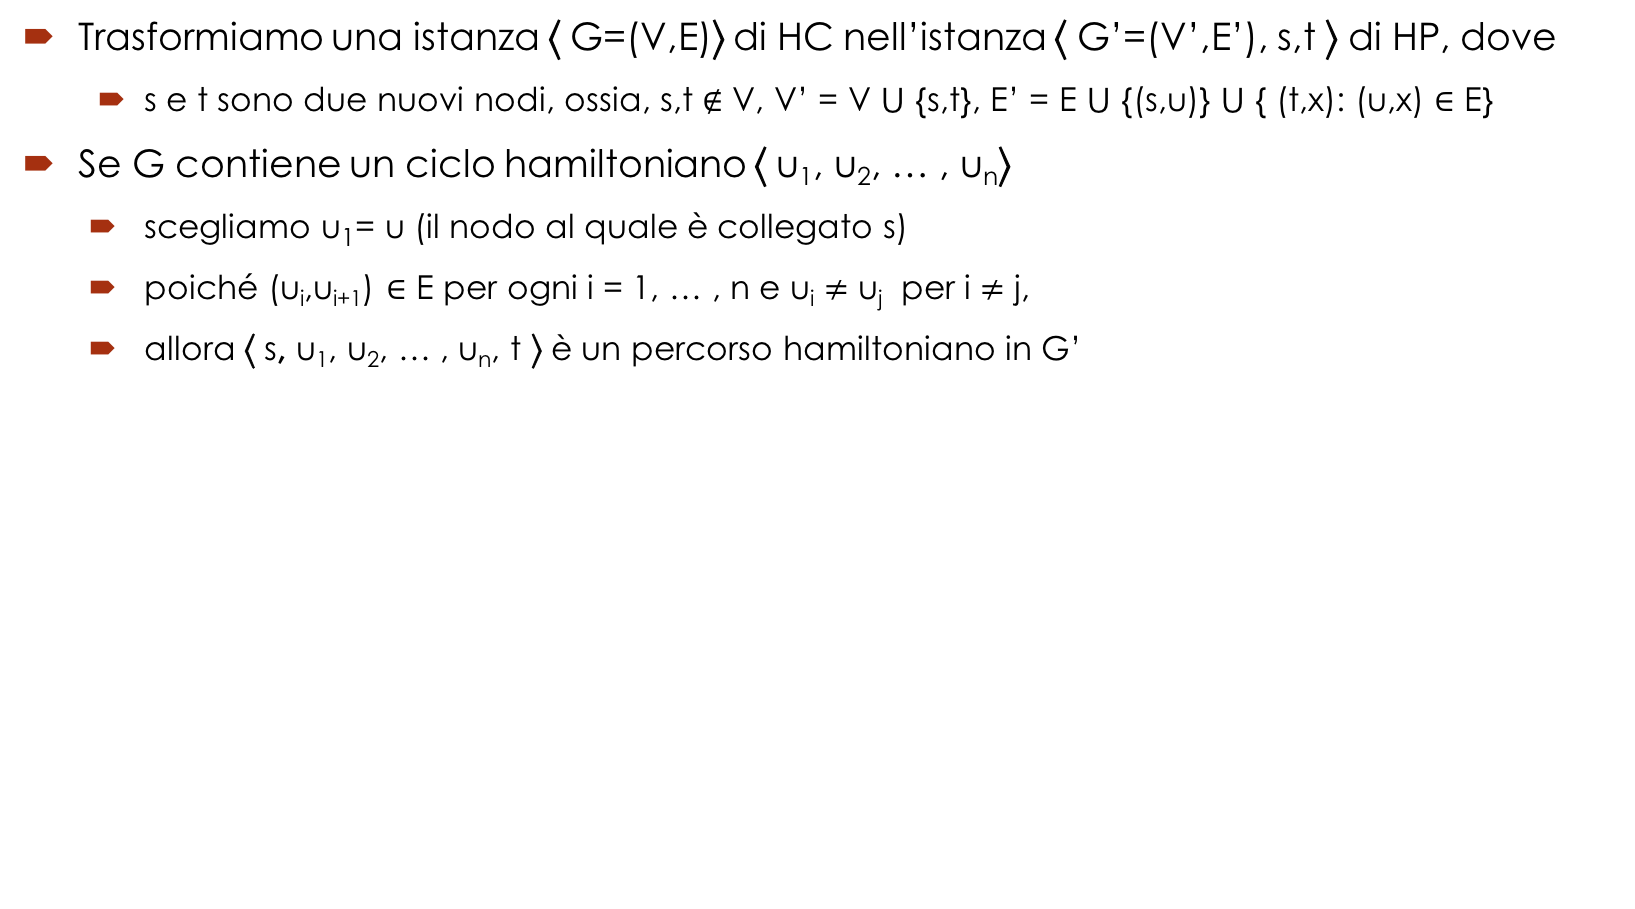 Trasformiamo una istanza ⟨ G=(V,E)⟩ di HC nell’istanza ⟨ G’=(V’,E’), s,t ⟩ di HP, dove
s e t sono due nuovi nodi, ossia, s,t ∉ V, V’ = V U {s,t}, E’ = E U {(s,u)} U { (t,x): (u,x) ∈ E}
Se G contiene un ciclo hamiltoniano ⟨ u₁, u₂, … , uₙ⟩
scegliamo u₁= u (il nodo al quale è collegato s)
poiché (uᵢ,uᵢ₊₁) ∈ E per ogni i = 1, … , n e uᵢ ≠ uⱼ per i ≠ j,
allora ⟨ s, u₁, u₂, … , uₙ, t ⟩ è un percorso hamiltoniano in G’